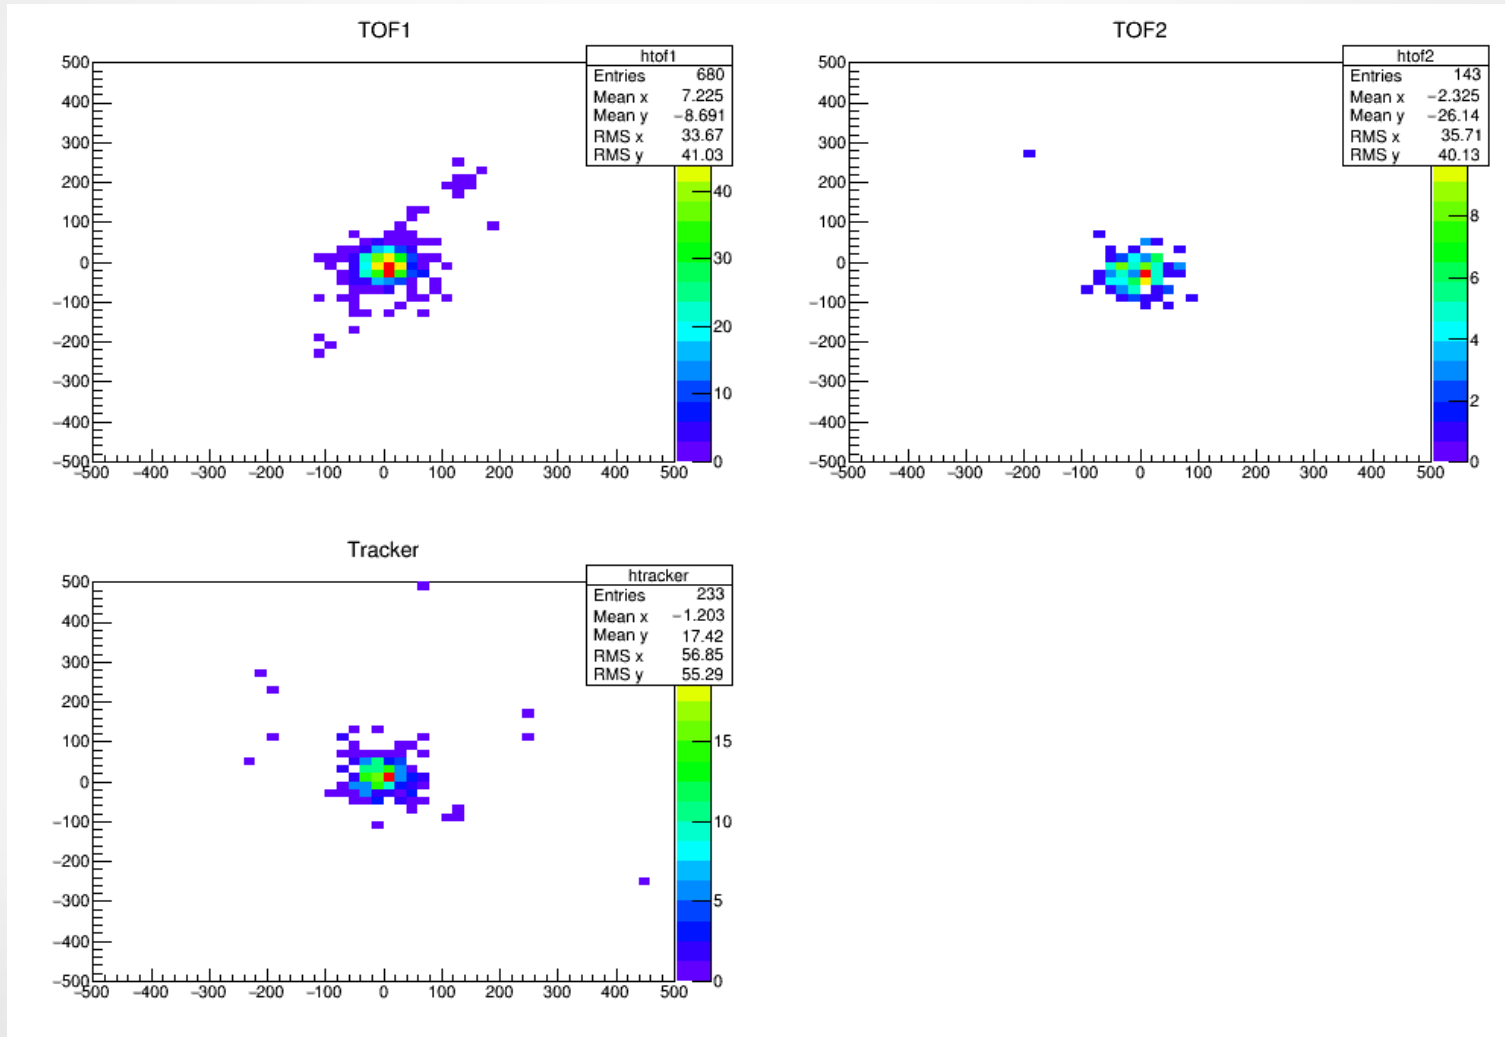 TOF1
htof1
Entries 680
Mean x 7.225
Mean y −8.691
RMS x 33.67
RMS y 41.03
500
400
300
200
100
0
−100
−200
−300
−400
−500
−500 −400 −300 −200 −100 0 100 200 300 400 500
40
30
20
10
0
TOF2
htof2
Entries 143
Mean x −2.325
Mean y −26.14
RMS x 35.71
RMS y 40.13
500
400
300
200
100
0
−100
−200
−300
−400
−500
−500 −400 −300 −200 −100 0 100 200 300 400 500
8
6
4
2
0
Tracker
htracker
Entries 233
Mean x −1.203
Mean y 17.42
RMS x 56.85
RMS y 55.29
500
400
300
200
100
0
−100
−200
−300
−400
−500
−500 −400 −300 −200 −100 0 100 200 300 400 500
15
10
5
0